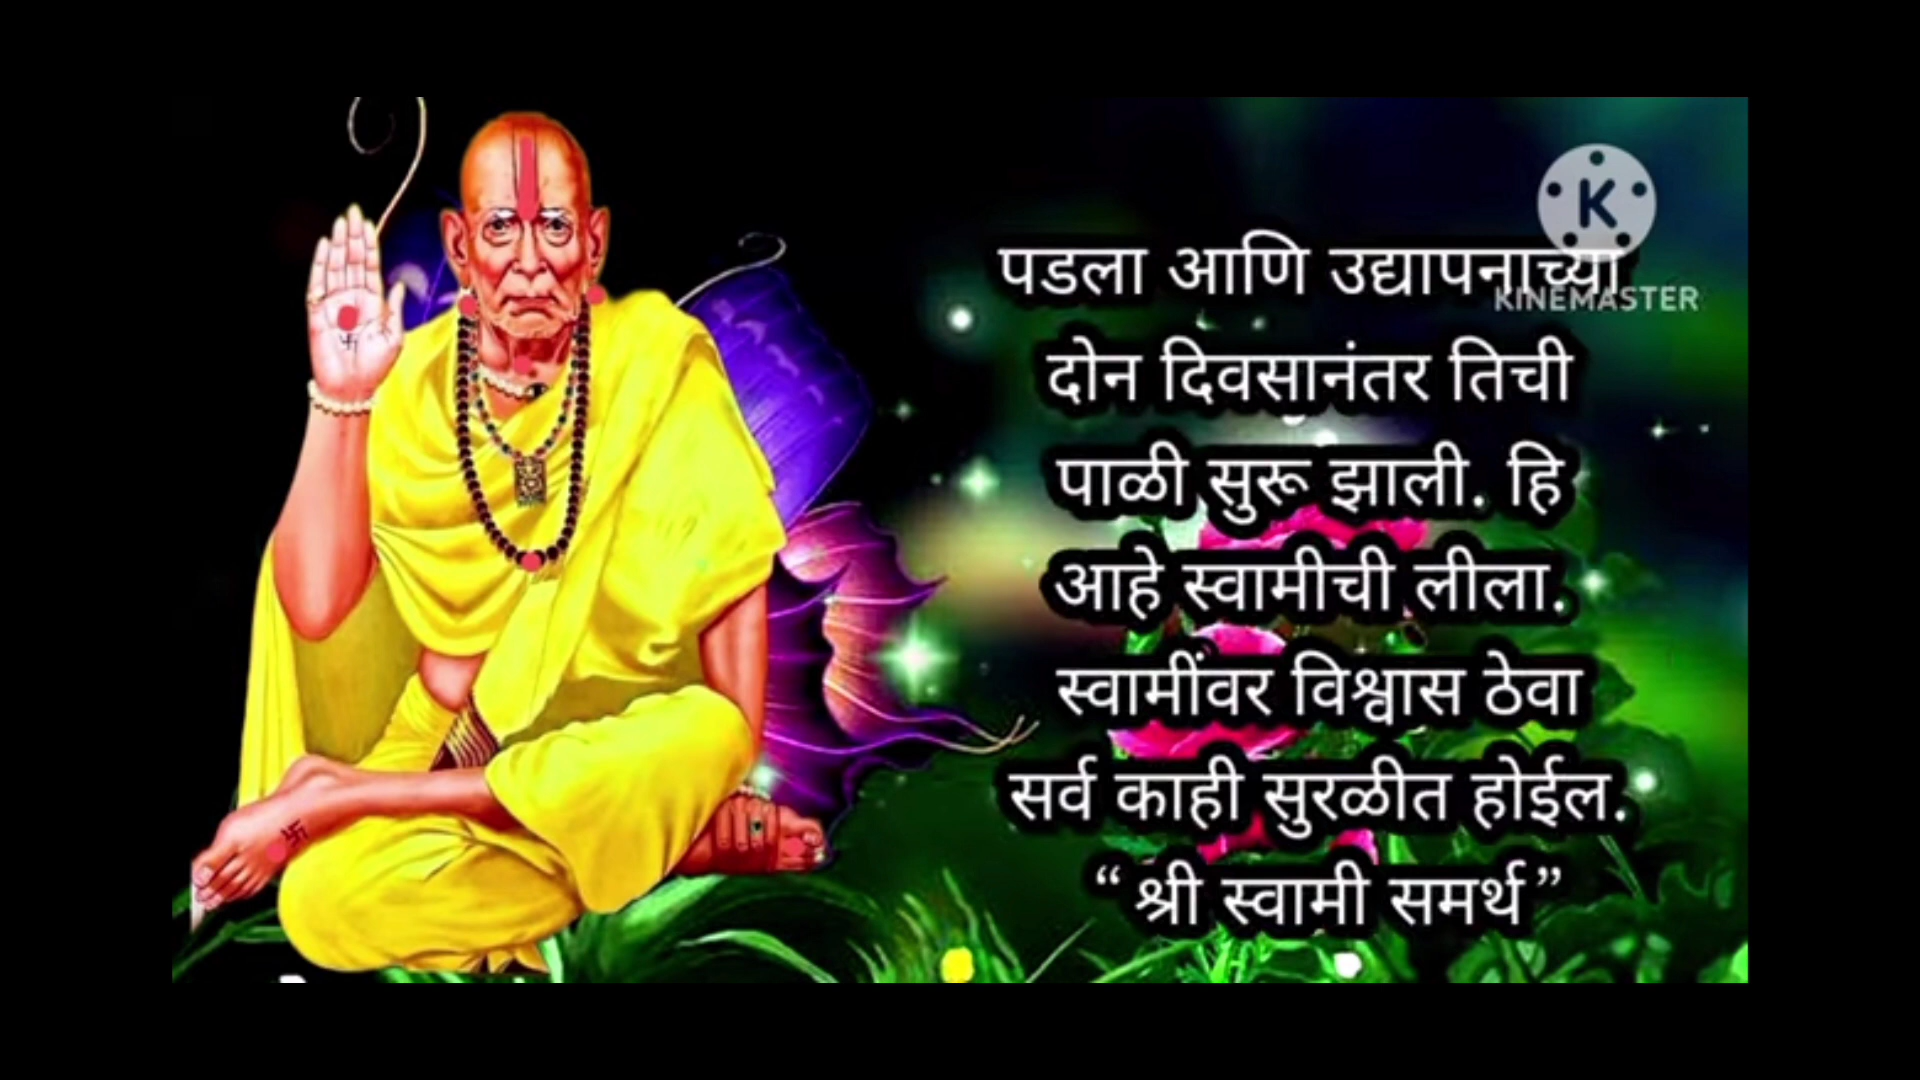 K
पडला आणि उद्यापनाच्या
KINEMASTER
दोन दिवसानंतर तिची
पाळी सुरू झाली. हि
आहे स्वामीची लीला.
स्वामींवर विश्वास ठेवा
सर्व काही सुरळीत होईल.
“श्री स्वामी समर्थ”